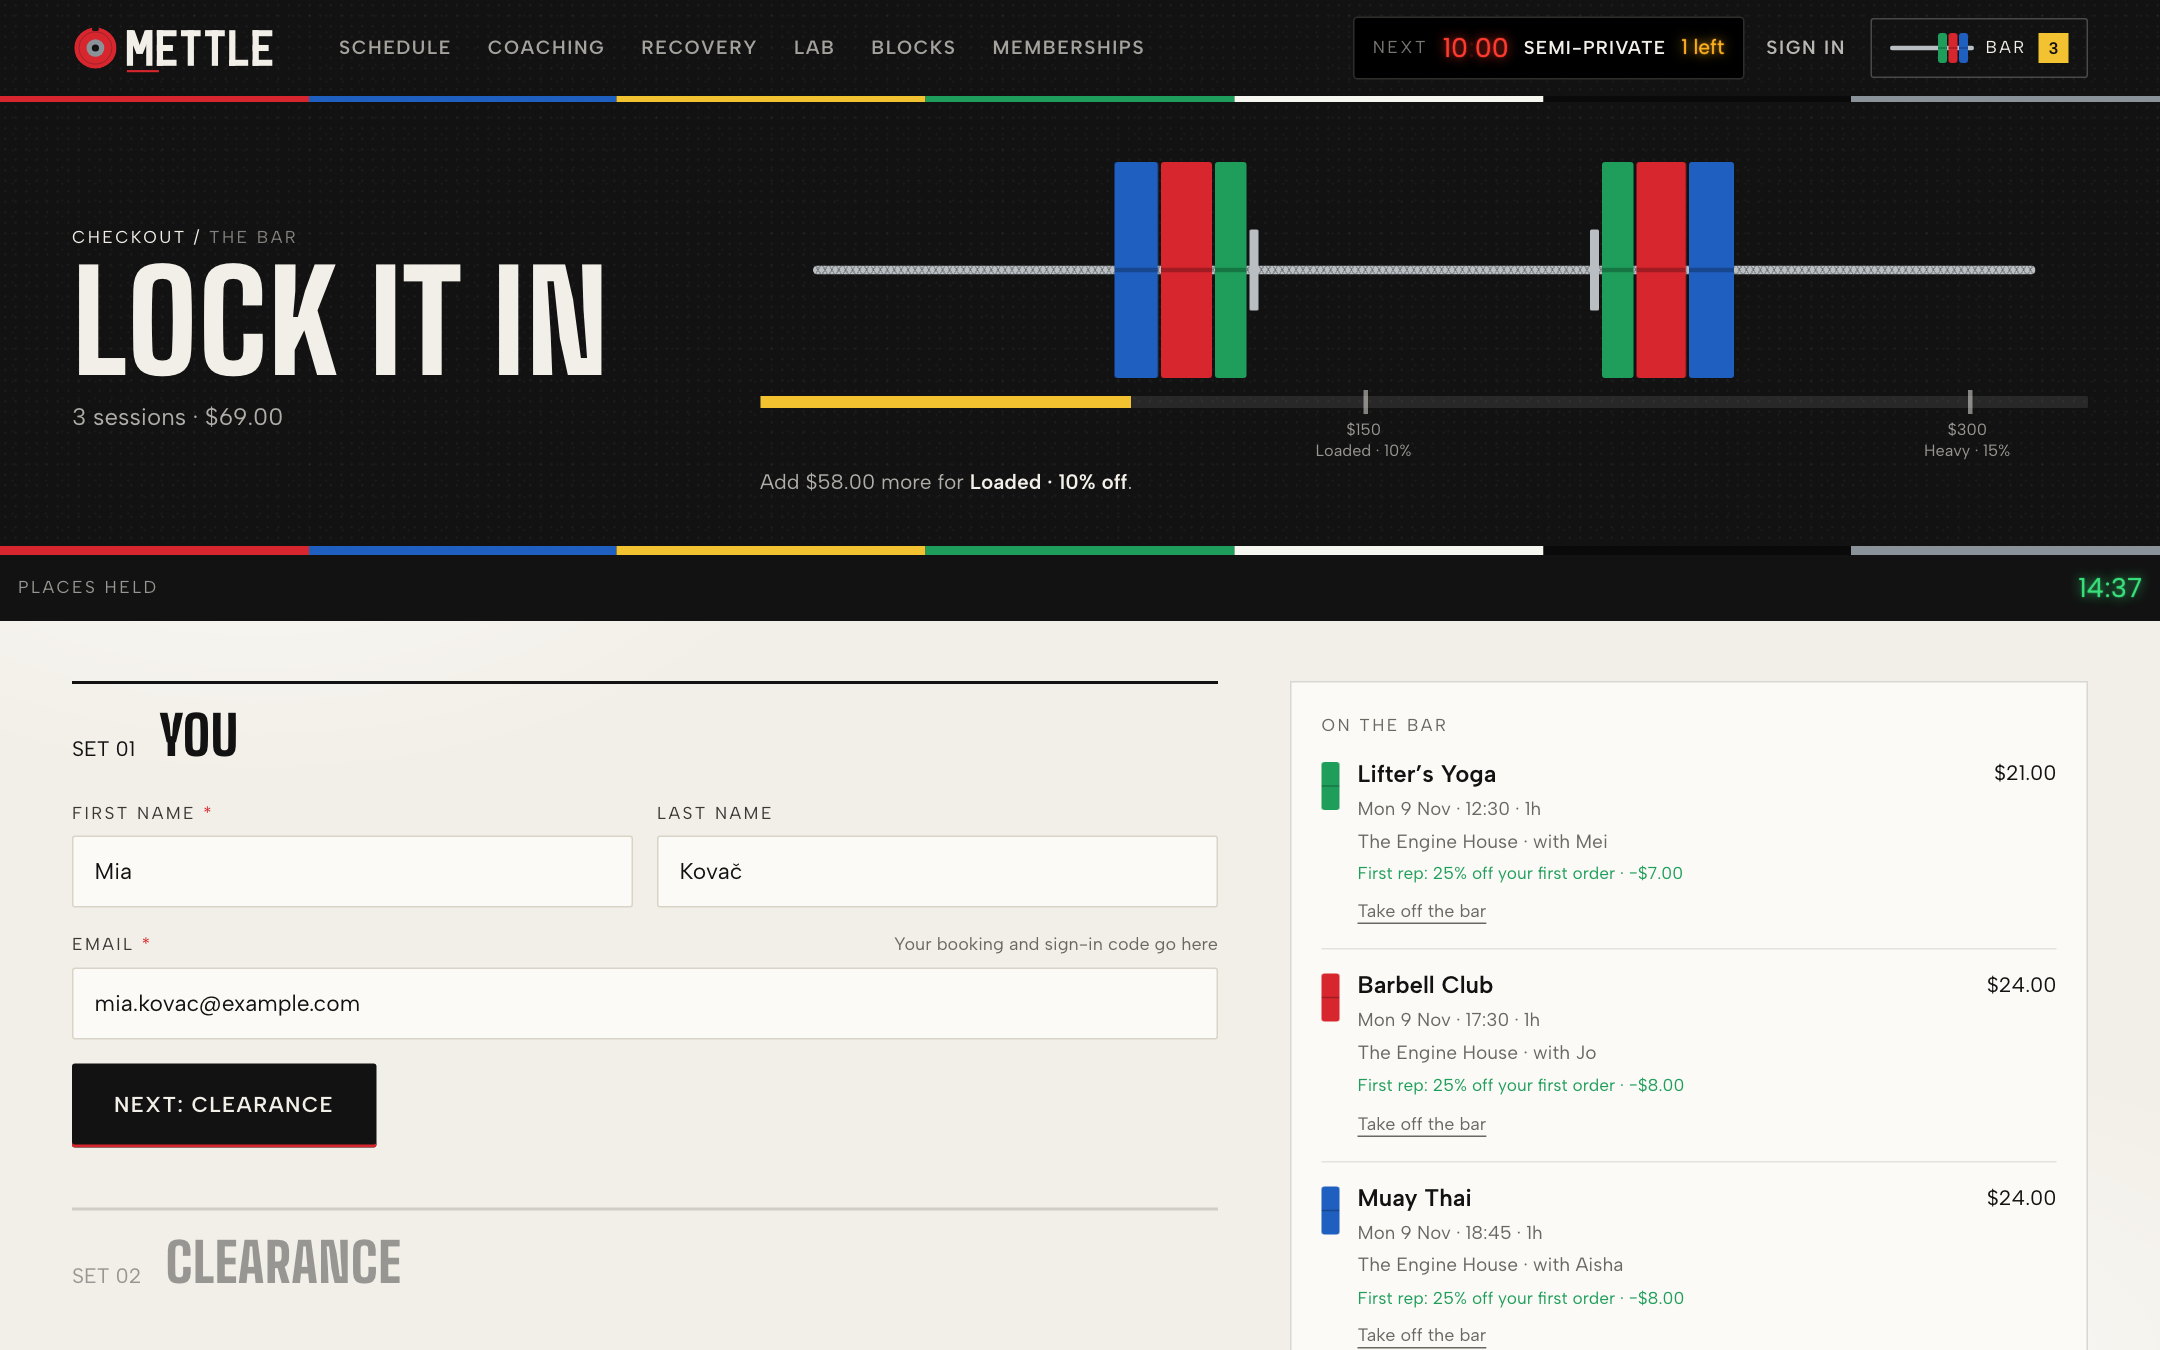 METTLE
SCHEDULE
COACHING
RECOVERY
LAB
BLOCKS
MEMBERSHIPS
NEXT 10 00 SEMI-PRIVATE 1 left
SIGN IN
BAR 3
CHECKOUT / THE BAR
LOCK IT IN
3 sessions · $69.00
$150
Loaded · 10%
$300
Heavy · 15%
Add $58.00 more for Loaded · 10% off.
PLACES HELD
14:37
SET 01 YOU
FIRST NAME *
Mia
LAST NAME
Kovač
EMAIL *
Your booking and sign-in code go here
mia.kovac@example.com
NEXT: CLEARANCE
SET 02 CLEARANCE
ON THE BAR
Lifter’s Yoga
$21.00
Mon 9 Nov · 12:30 · 1h
The Engine House · with Mei
First rep: 25% off your first order · −$7.00
Take off the bar
Barbell Club
$24.00
Mon 9 Nov · 17:30 · 1h
The Engine House · with Jo
First rep: 25% off your first order · −$8.00
Take off the bar
Muay Thai
$24.00
Mon 9 Nov · 18:45 · 1h
The Engine House · with Aisha
First rep: 25% off your first order · −$8.00
Take off the bar